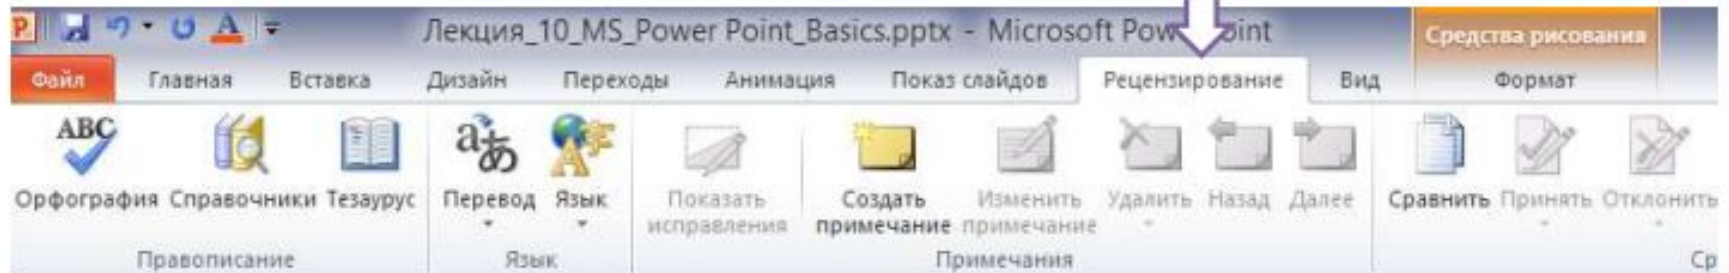 Лекция_10_MS_Power Point_Basics.pptx - Microsoft Pow oint
Средства рисования
Файл Главная Вставка Дизайн Переходы Анимация Показ слайдов Рецензирование Вид Формат
ABC
Орфография Справочники Тезаурус Перевод Язык Показать исправления Создать примечание Изменить примечание Удалить Назад Далее Сравнить Принять Отклонить
Правописание Язык Примечания Ср